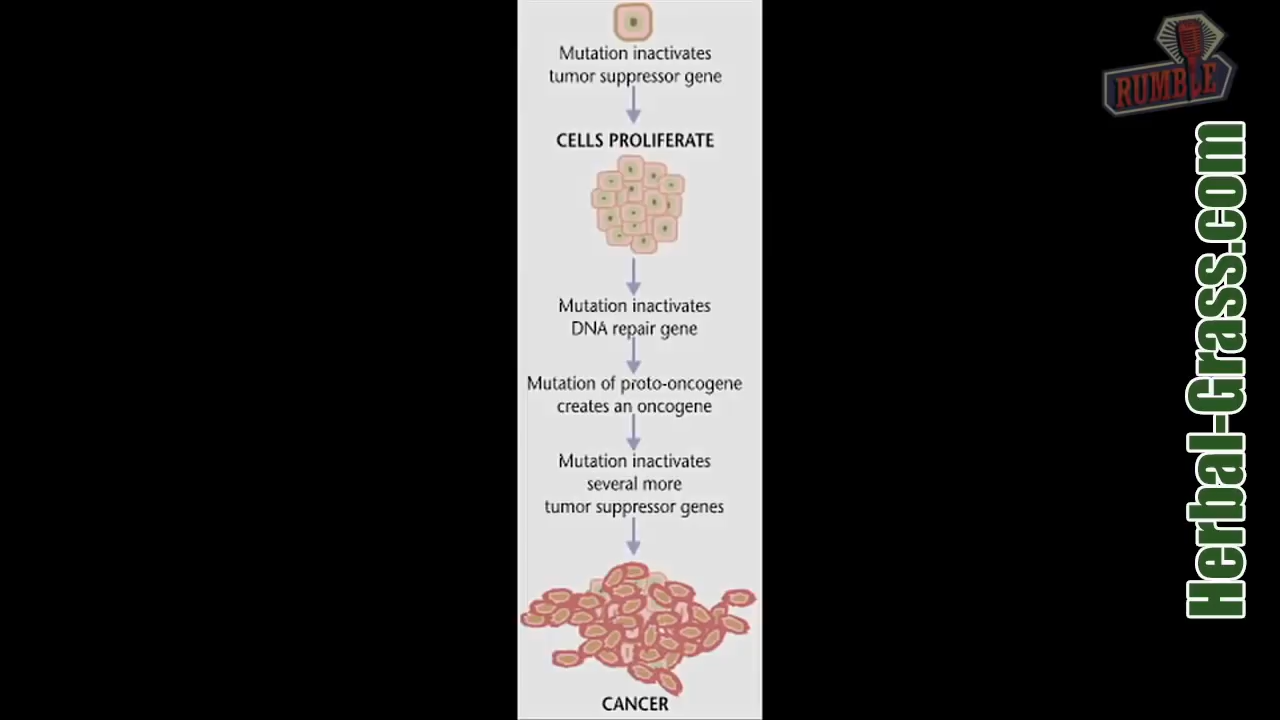 Mutation inactivates
tumor suppressor gene
CELLS PROLIFERATE
Mutation inactivates
DNA repair gene
Mutation of proto-oncogene
creates an oncogene
Mutation inactivates
several more
tumor suppressor genes
CANCER
RUMBLE
Herbal-Grass.com